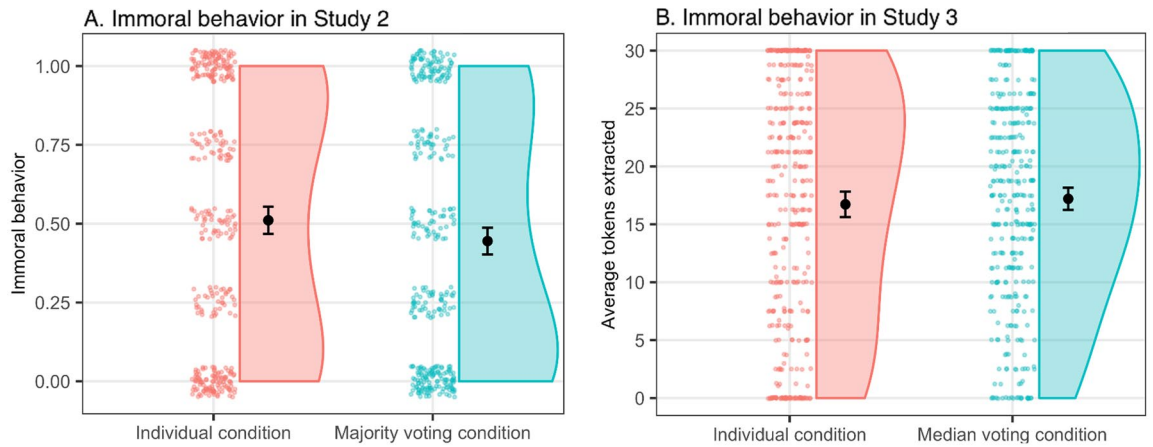 A. Immoral behavior in Study 2
Immoral behavior
1.00
0.75
0.50
0.25
0.00
Individual condition
Majority voting condition
B. Immoral behavior in Study 3
Average tokens extracted
30
25
20
15
10
5
0
Individual condition
Median voting condition